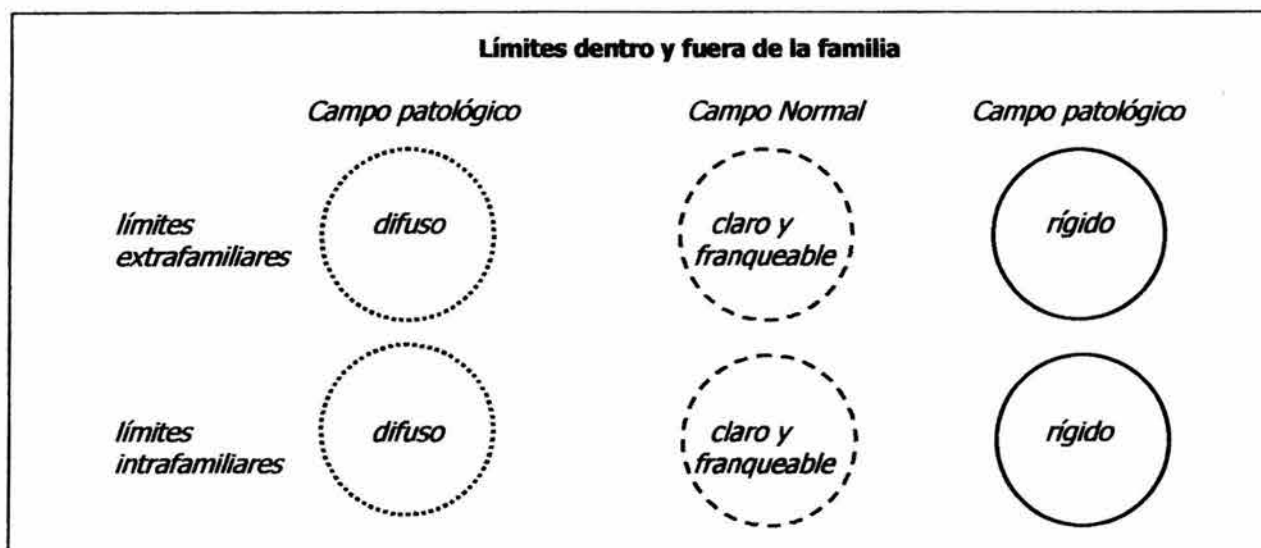 Límites dentro y fuera de la familia
Campo patológico
Campo Normal
Campo patológico
límites
extrafamiliares
difuso
claro y
franqueable
rígido
límites
intrafamiliares
difuso
claro y
franqueable
rígido